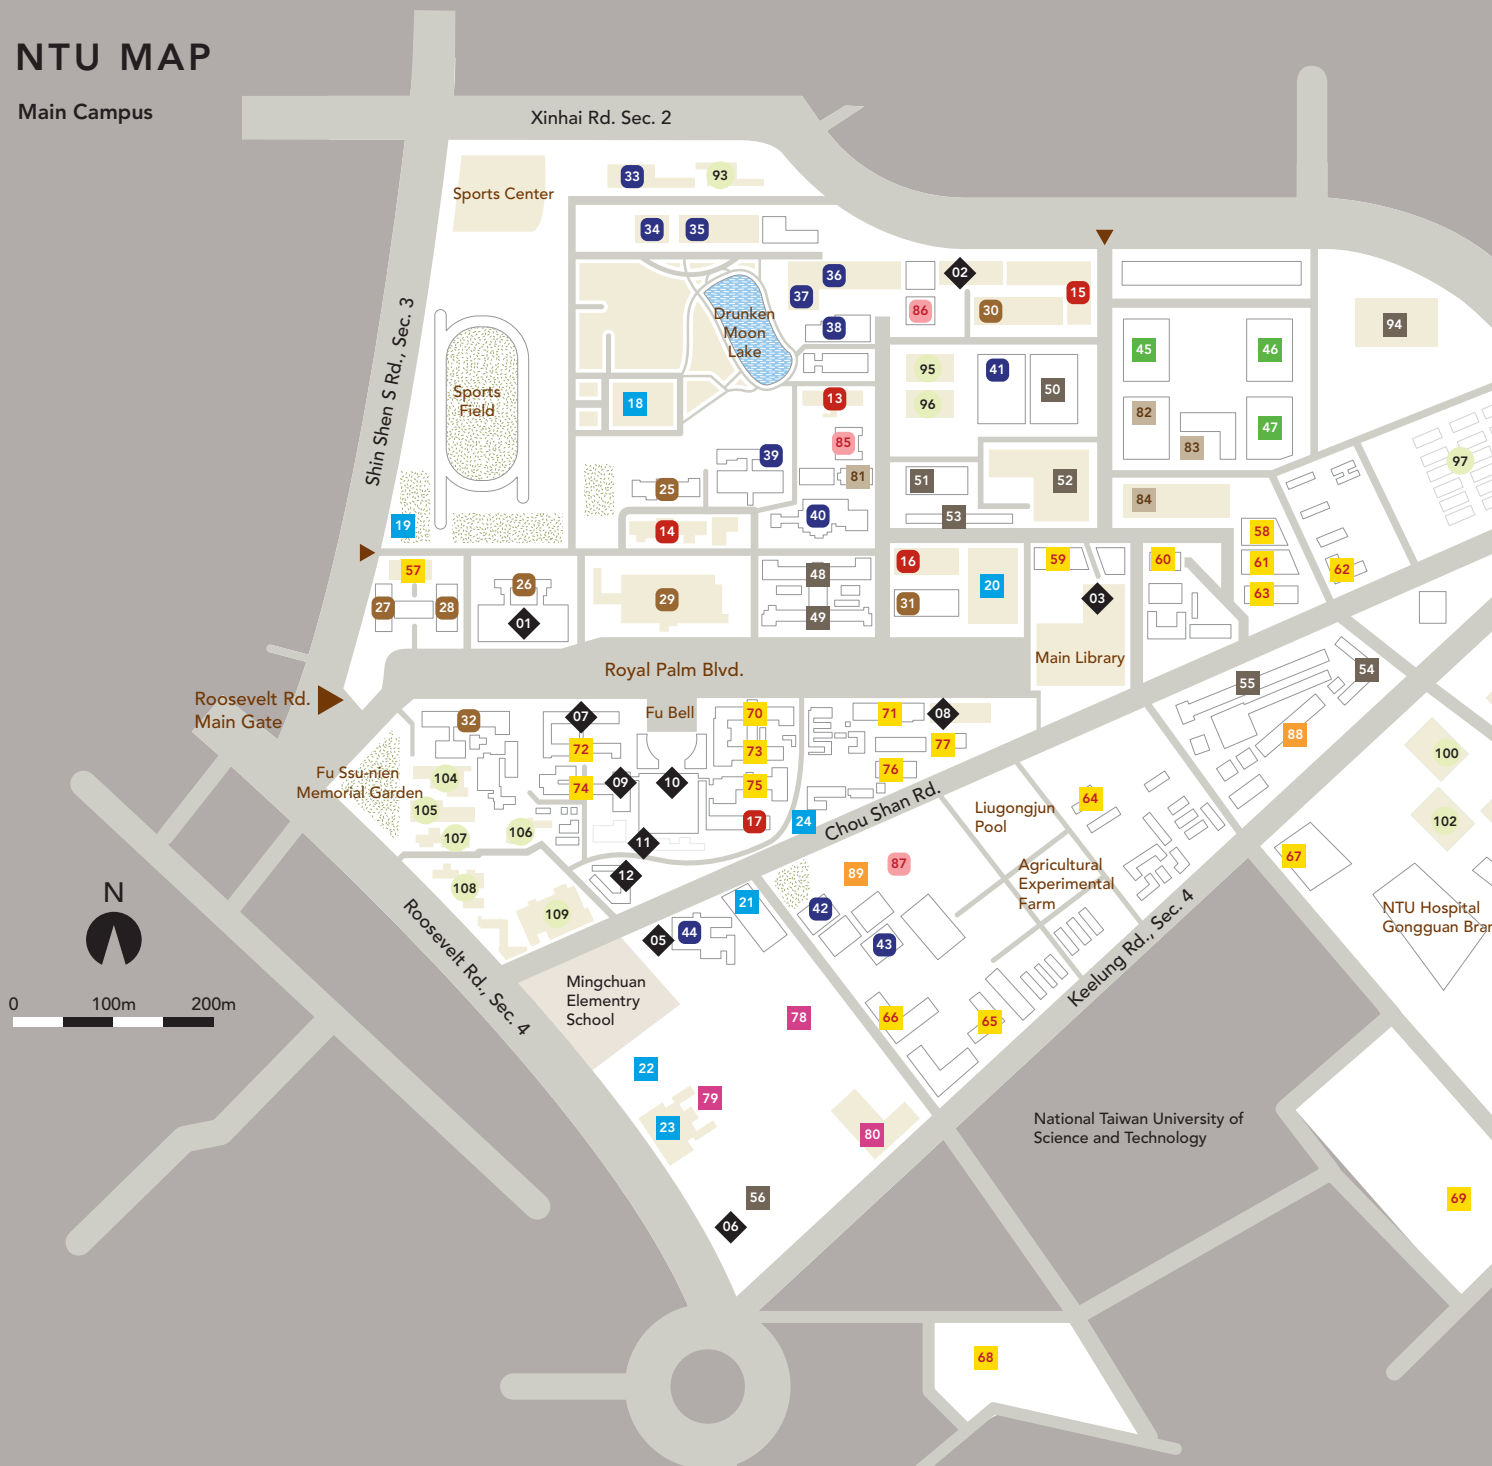 NTU MAP
Main Campus
Xinhai Rd. Sec. 2
Sports Center
33
93
34
35
36
37
38
02
86
30
15
94
Drunken
Moon
Lake
Shin Shen S Rd., Sec. 3
Sports
Field
18
13
95
96
41
50
45
46
82
83
47
85
39
81
97
25
14
40
51
52
53
84
19
57
27
28
26
01
29
48
49
16
31
20
59
03
60
58
61
63
62
Main Library
Royal Palm Blvd.
Roosevelt Rd.
Main Gate
55
54
88
32
07
Fu Bell
70
71
08
72
73
77
74
09
10
75
76
Fu Ssu-nien
Memorial Garden
104
105
107
106
17
24
11
12
Chou Shan Rd.
Liugongjun
Pool
64
100
102
67
Agricultural
Experimental
Farm
89
87
108
109
21
42
43
05
44
NTU Hospital
Gongguan Bran
N
0
100m
200m
Roosevelt Rd., Sec. 4
Mingchuan
Elementry
School
Keelung Rd., Sec. 4
78
66
65
22
79
23
80
National Taiwan University of
Science and Technology
56
06
69
68